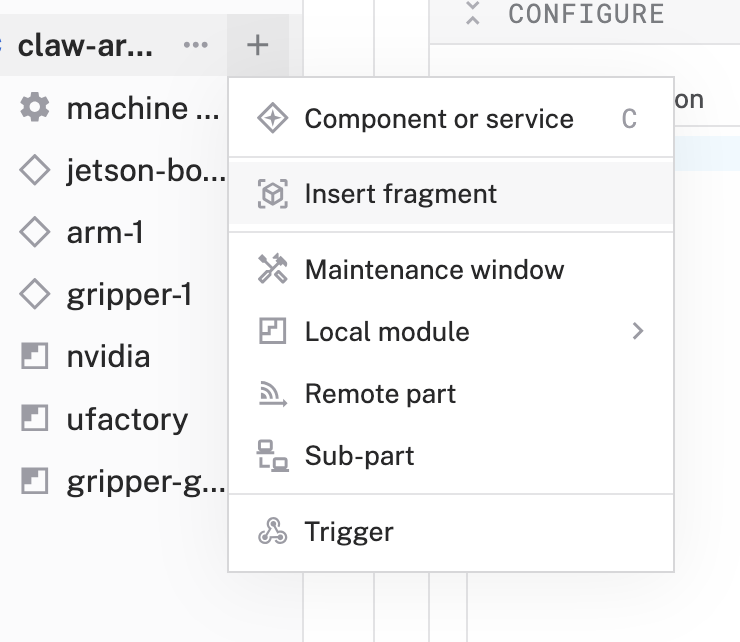 claw-ar...
CONFIGURE
machine ...
Component or service C
on
jetson-bo...
Insert fragment
arm-1
Maintenance window
gripper-1
Local module
nvidia
Remote part
ufactory
Sub-part
gripper-g...
Trigger